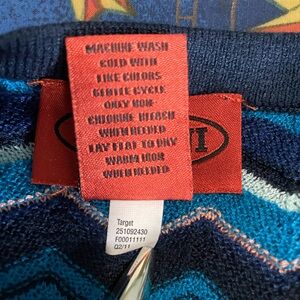 MACHINE WASH
COLD WITH
LIKE COLORS
GENTLE CYCLE
ONLY NON-
CHLORINE BLEACH
WHEN NEEDED
LAY FLAT TO DRY
WARM IRON
WHEN NEEDED
Target
251092430
F00011111
Q2/11